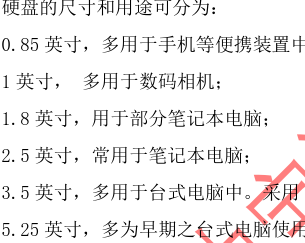 硬盘的尺寸和用途可分为：
0.85 英寸，多用于手机等便携装置中
1 英寸， 多用于数码相机；
1.8 英寸，用于部分笔记本电脑；
2.5 英寸，常用于笔记本电脑；
3.5 英寸，多用于台式电脑中。采用
5.25 英寸，多为早期之台式电脑使用